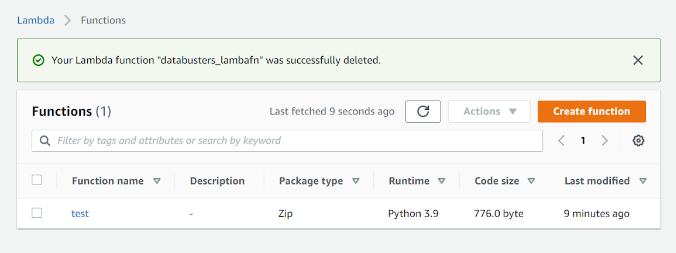 Lambda > Functions
Your Lambda function "databusters_lambafn" was successfully deleted.
Functions (1) Last fetched 9 seconds ago Actions Create function
Filter by tags and attributes or search by keyword 1
Function name Description Package type Runtime Code size Last modified
test - Zip Python 3.9 776.0 byte 9 minutes ago